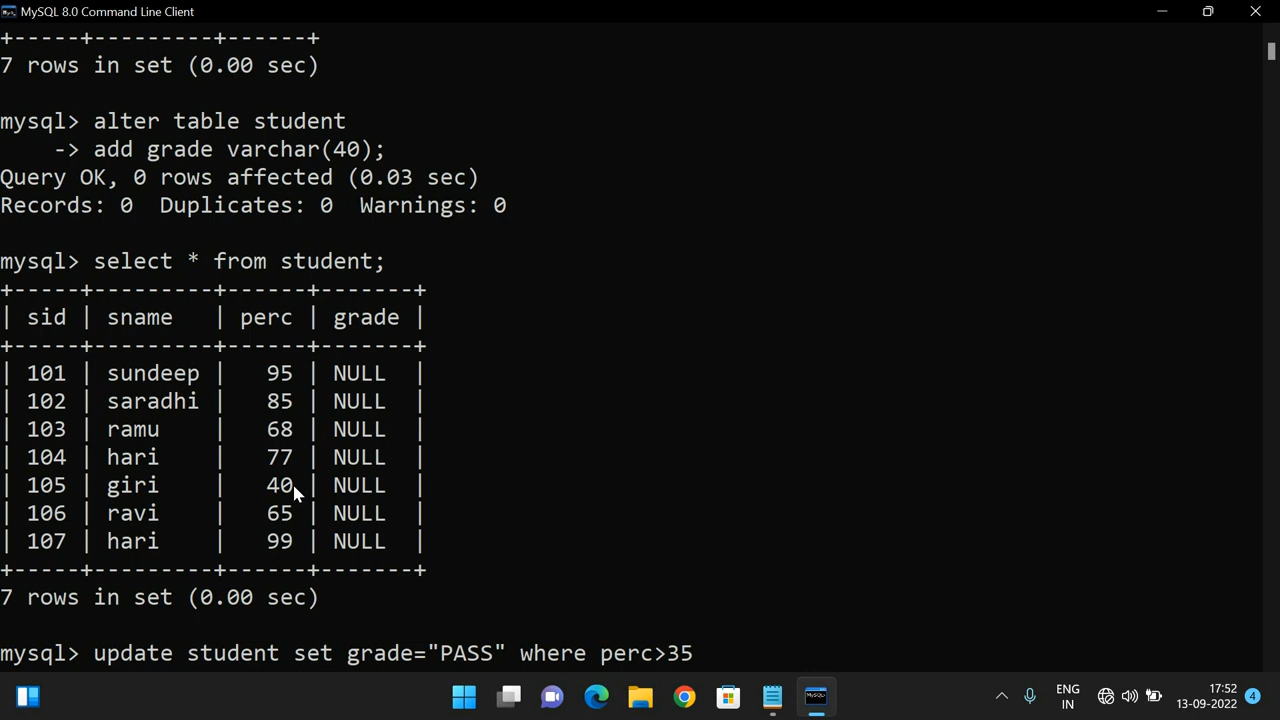 MySQL 8.0 Command Line Client
+-----+---------+------+
7 rows in set (0.00 sec)
mysql> alter table student
    -> add grade varchar(40);
Query OK, 0 rows affected (0.03 sec)
Records: 0  Duplicates: 0  Warnings: 0
mysql> select * from student;
+-----+---------+------+-------+
| sid | sname   | perc | grade |
+-----+---------+------+-------+
| 101 | sundeep |   95 | NULL  |
| 102 | saradhi |   85 | NULL  |
| 103 | ramu    |   68 | NULL  |
| 104 | hari    |   77 | NULL  |
| 105 | giri    |   40 | NULL  |
| 106 | ravi    |   65 | NULL  |
| 107 | hari    |   99 | NULL  |
+-----+---------+------+-------+
7 rows in set (0.00 sec)
mysql> update student set grade="PASS" where perc>35
ENG 17:52
IN 13-09-2022 4